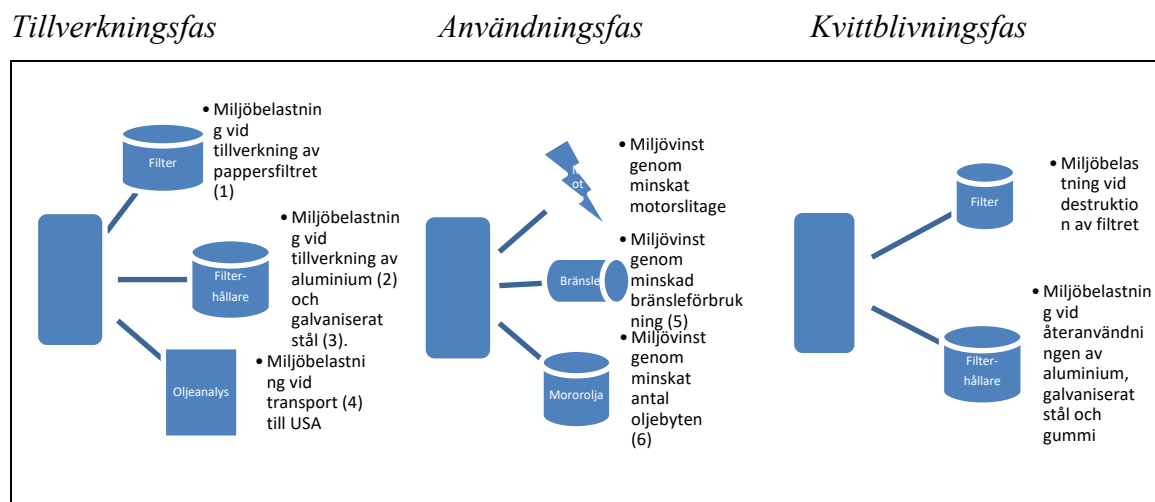 Tillverkningsfas
Användningsfas
Kvittblivningsfas
Filter
• Miljöbelastnin
g vid
tillverkning av
pappersfiltret
(1)
Filter-
hållare
• Miljöbelastnin
g vid
tillverkning av
aluminium (2)
och
galvaniserat
stål (3).
Oljeanalys
• Miljöbelastni
ng vid
transport (4)
till USA
• Miljövinst
genom
minskat
motorslitage
Bränsle
• Miljövinst
genom
minskad
bränsleförbruk
ning (5)
Mororolja
• Miljövinst
genom
minskat
antal
oljebyten
(6)
Filter
• Miljöbelas
tning vid
destruktio
n av filtret
Filter-
hållare
• Miljöbelastnin
g vid
återanvändni
ngen av
aluminium,
galvaniserat
stål och
gummi